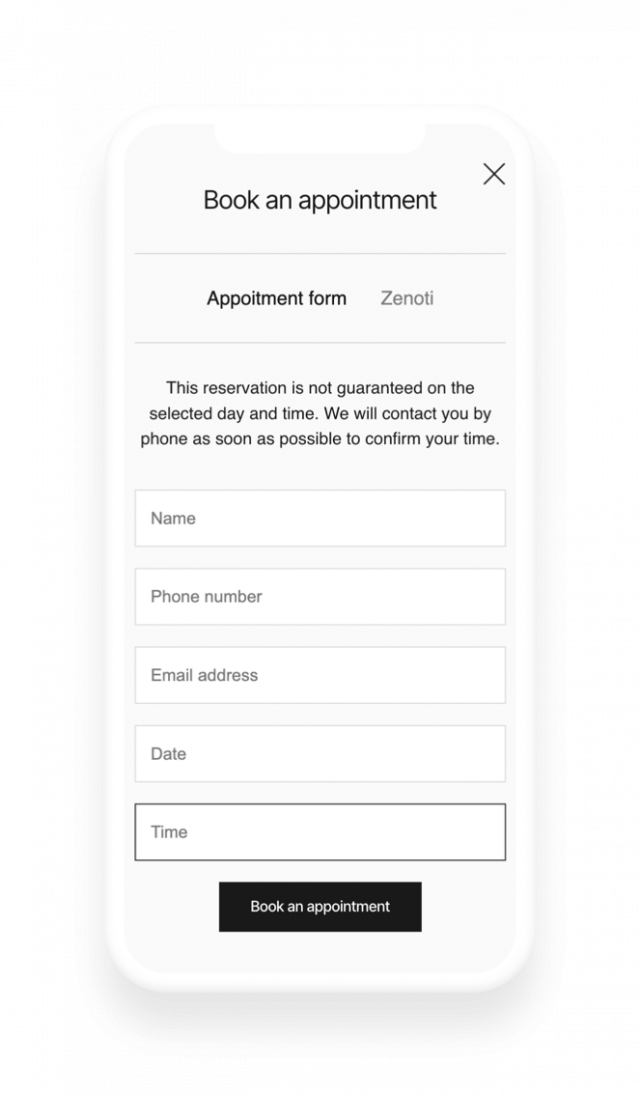 Book an appointment
Appoitment form Zenoti
This reservation is not guaranteed on the
selected day and time. We will contact you by
phone as soon as possible to confirm your time.
Name
Phone number
Email address
Date
Time
Book an appointment